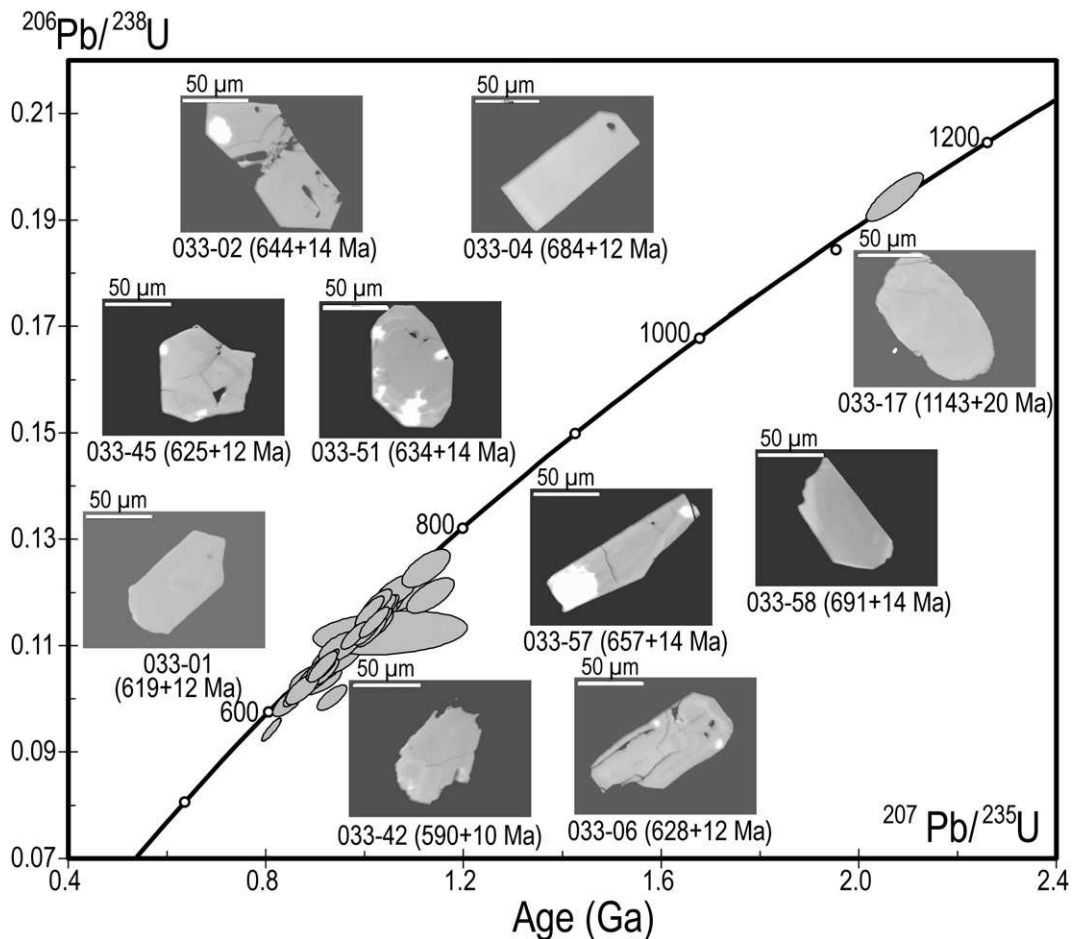 ²⁰⁶Pb/²³⁸U
50 µm
50 µm
0.21
1200
033-02 (644+14 Ma)
033-04 (684+12 Ma)
0.19
50 µm
50 µm
50 µm
0.17
1000
033-17 (1143+20 Ma)
0.15
033-45 (625+12 Ma)
033-51 (634+14 Ma)
50 µm
50 µm
50 µm
800
0.13
033-58 (691+14 Ma)
0.11
033-57 (657+14 Ma)
033-01
(619+12 Ma)
50 µm
50 µm
600
0.09
²⁰⁷Pb/²³⁵U
033-42 (590+10 Ma)
033-06 (628+12 Ma)
0.07
0.4
0.8
1.2
1.6
2.0
2.4
Age (Ga)